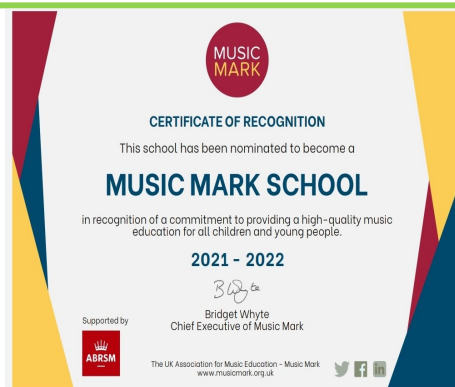 MUSIC
MARK
CERTIFICATE OF RECOGNITION
This school has been nominated to become a
MUSIC MARK SCHOOL
in recognition of a commitment to providing a high-quality music
education for all children and young people.
2021 - 2022
B Whyte
Bridget Whyte
Chief Executive of Music Mark
Supported by
ABRSM
The UK Association for Music Education - Music Mark
www.musicmark.org.uk